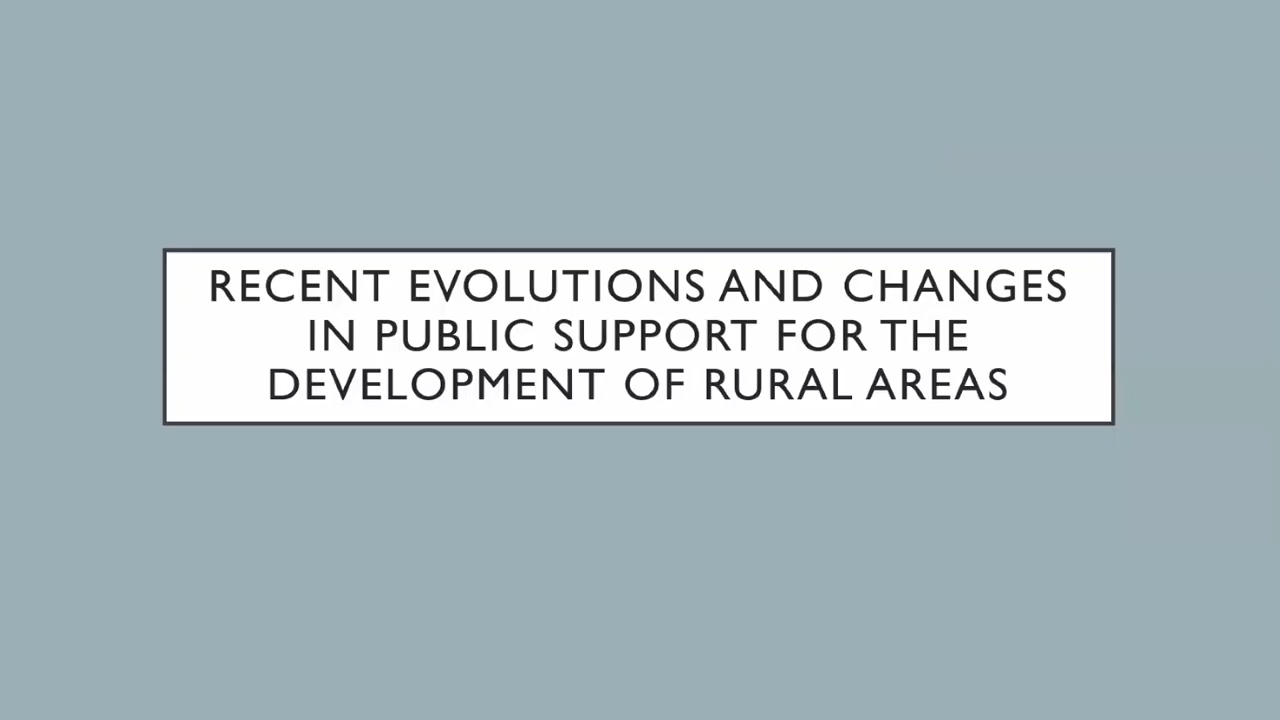 RECENT EVOLUTIONS AND CHANGES
IN PUBLIC SUPPORT FOR THE
DEVELOPMENT OF RURAL AREAS